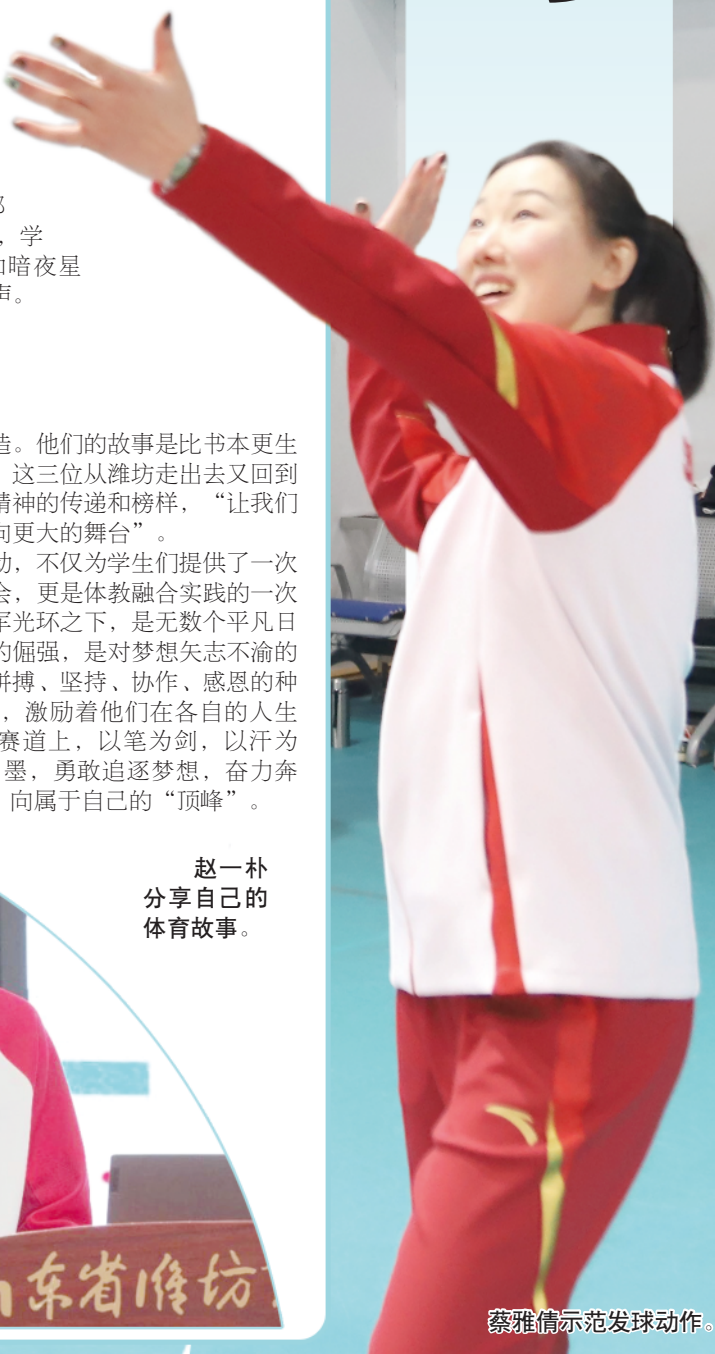 ，学
暗夜星
声。
造。他们的故事是比书本更生
这三位从潍坊走出去又回到
精神的传递和榜样，“让我们
向更大的舞台”。
动，不仅为学生们提供了一次
会，更是体教融合实践的一次
军光环之下，是无数个平凡日
的倔强，是对梦想矢志不渝的
拼搏、坚持、协作、感恩的种
，激励着他们在各自的人生
赛道上，以笔为剑，以汗为
墨，勇敢追逐梦想，奋力奔
向属于自己的“顶峰”。
赵一朴
分享自己的
体育故事。
东省潍坊
蔡雅倩示范发球动作。